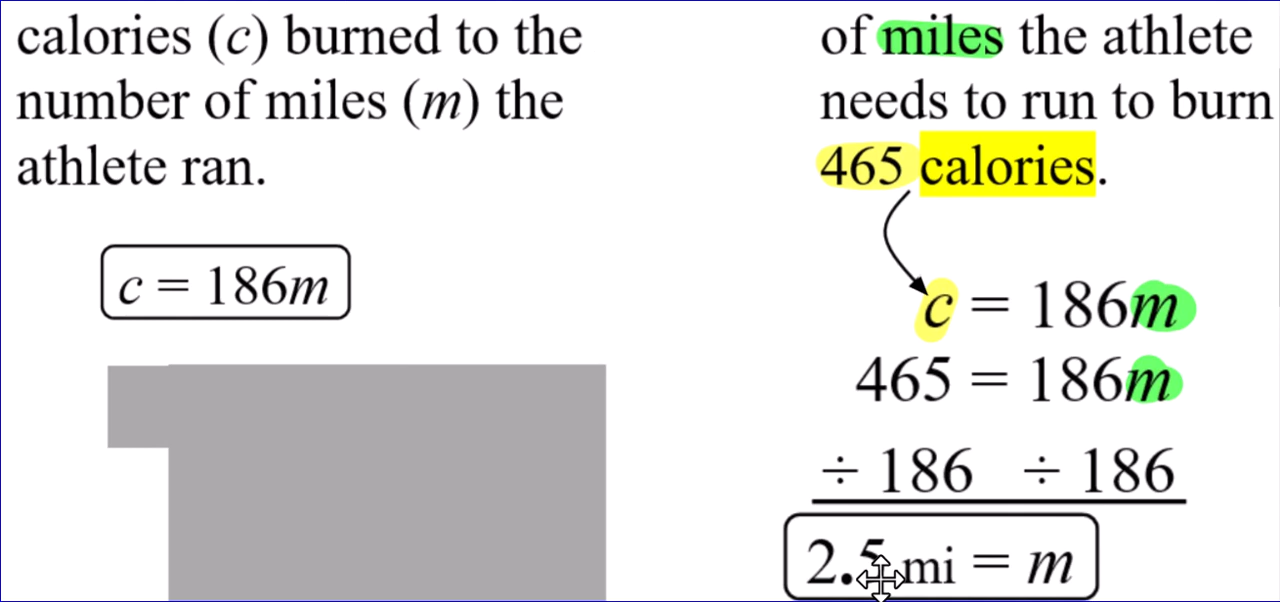 calories (c) burned to the
number of miles (m) the
athlete ran.
c = 186m
of miles the athlete
needs to run to burn
465 calories.
c = 186m
465 = 186m
÷ 186 ÷ 186
2.5 mi = m